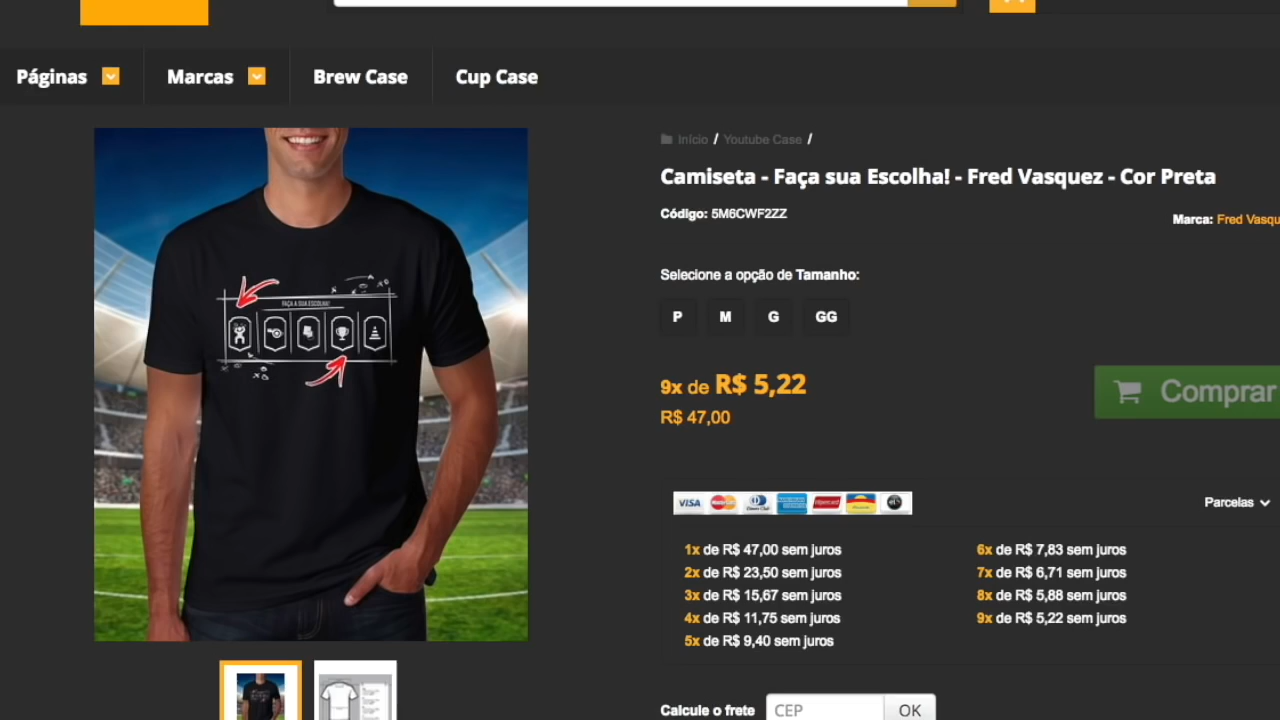 Páginas
Marcas
Brew Case
Cup Case
Início / Youtube Case /
Camiseta - Faça sua Escolha! - Fred Vasquez - Cor Preta
Código: 5M6CWF2ZZ
Marca: Fred Vasqu
Selecione a opção de Tamanho:
P M G GG
FAÇA A SUA ESCOLHA!
9x de R$ 5,22
R$ 47,00
Comprar
VISA
Parcelas
1x de R$ 47,00 sem juros
2x de R$ 23,50 sem juros
3x de R$ 15,67 sem juros
4x de R$ 11,75 sem juros
5x de R$ 9,40 sem juros
6x de R$ 7,83 sem juros
7x de R$ 6,71 sem juros
8x de R$ 5,88 sem juros
9x de R$ 5,22 sem juros
Calcule o frete
CEP
OK